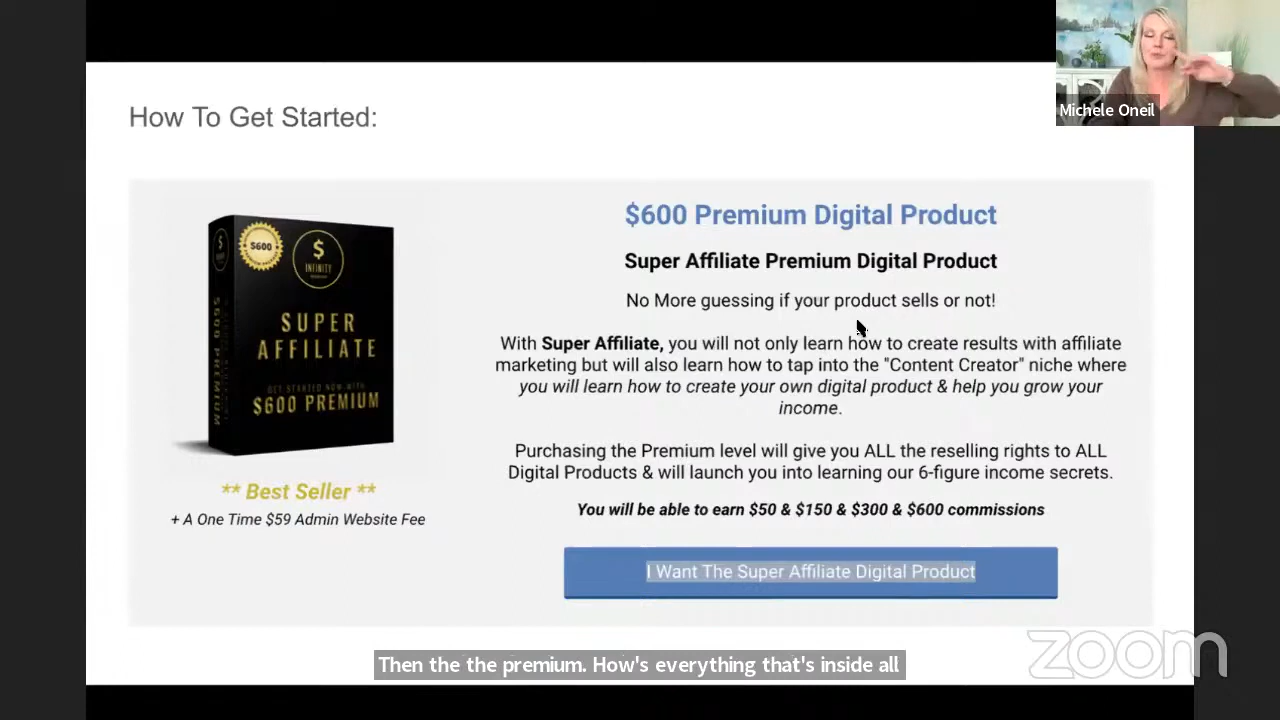 Michele Oneil
How To Get Started:
$600
$
INFINITY
SUPER
AFFILIATE
GET STARTED NOW WITH
$600 PREMIUM
$600 PREMIUM
** Best Seller **
+ A One Time $59 Admin Website Fee
$600 Premium Digital Product
Super Affiliate Premium Digital Product
No More guessing if your product sells or not!
With Super Affiliate, you will not only learn how to create results with affiliate
marketing but will also learn how to tap into the "Content Creator" niche where
you will learn how to create your own digital product & help you grow your
income.
Purchasing the Premium level will give you ALL the reselling rights to ALL
Digital Products & will launch you into learning our 6-figure income secrets.
You will be able to earn $50 & $150 & $300 & $600 commissions
I Want The Super Affiliate Digital Product
zoom
Then the the premium. How's everything that's inside all